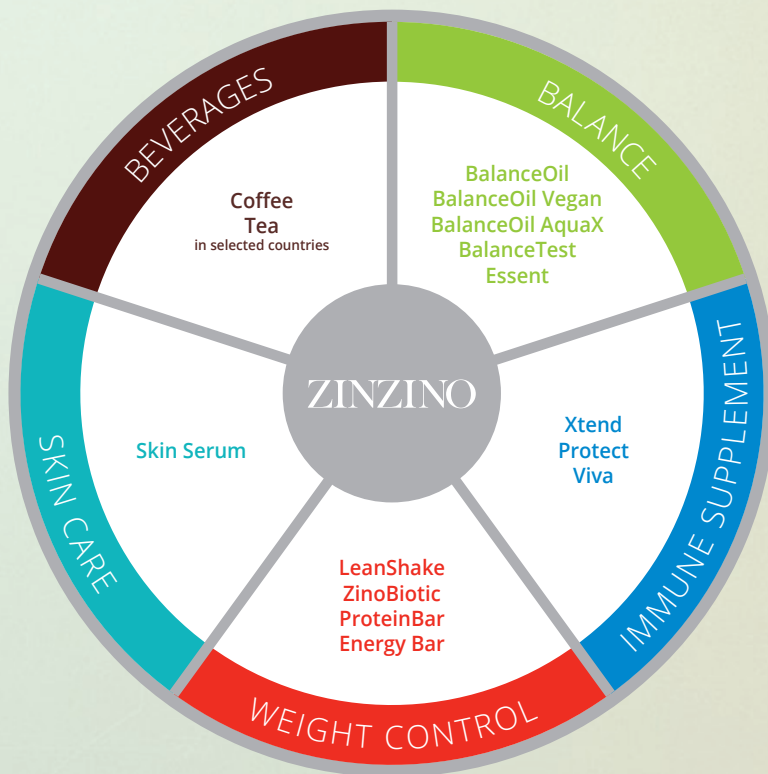 BEVERAGES
Coffee
Tea
in selected countries
BALANCE
BalanceOil
BalanceOil Vegan
BalanceOil AquaX
BalanceTest
Essent
ZINZINO
SKIN CARE
Skin Serum
IMMUNE SUPPLEMENT
Xtend
Protect
Viva
LeanShake
ZinoBiotic
ProteinBar
Energy Bar
WEIGHT CONTROL